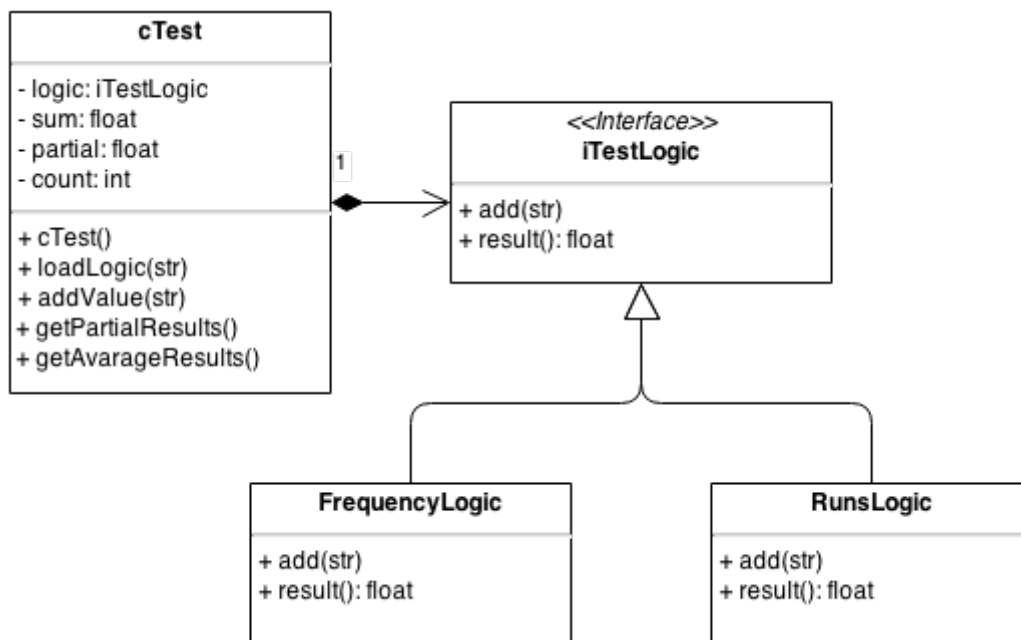 cTest
- logic: iTestLogic
- sum: float
- partial: float
- count: int
+ cTest()
+ loadLogic(str)
+ addValue(str)
+ getPartialResults()
+ getAvarageResults()
1
<<Interface>>
iTestLogic
+ add(str)
+ result(): float
FrequencyLogic
+ add(str)
+ result(): float
RunsLogic
+ add(str)
+ result(): float